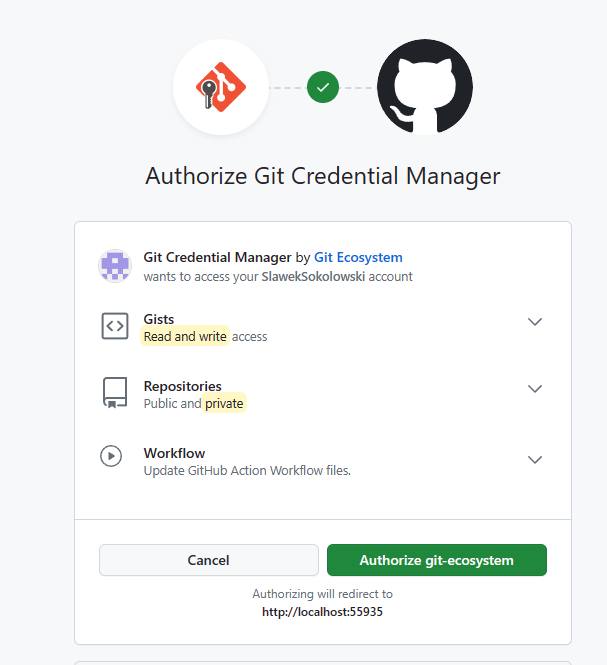 Authorize Git Credential Manager
Git Credential Manager by Git Ecosystem
wants to access your SlawekSokolowski account
Gists
Read and write access
Repositories
Public and private
Workflow
Update GitHub Action Workflow files.
Cancel
Authorize git-ecosystem
Authorizing will redirect to
http://localhost:55935